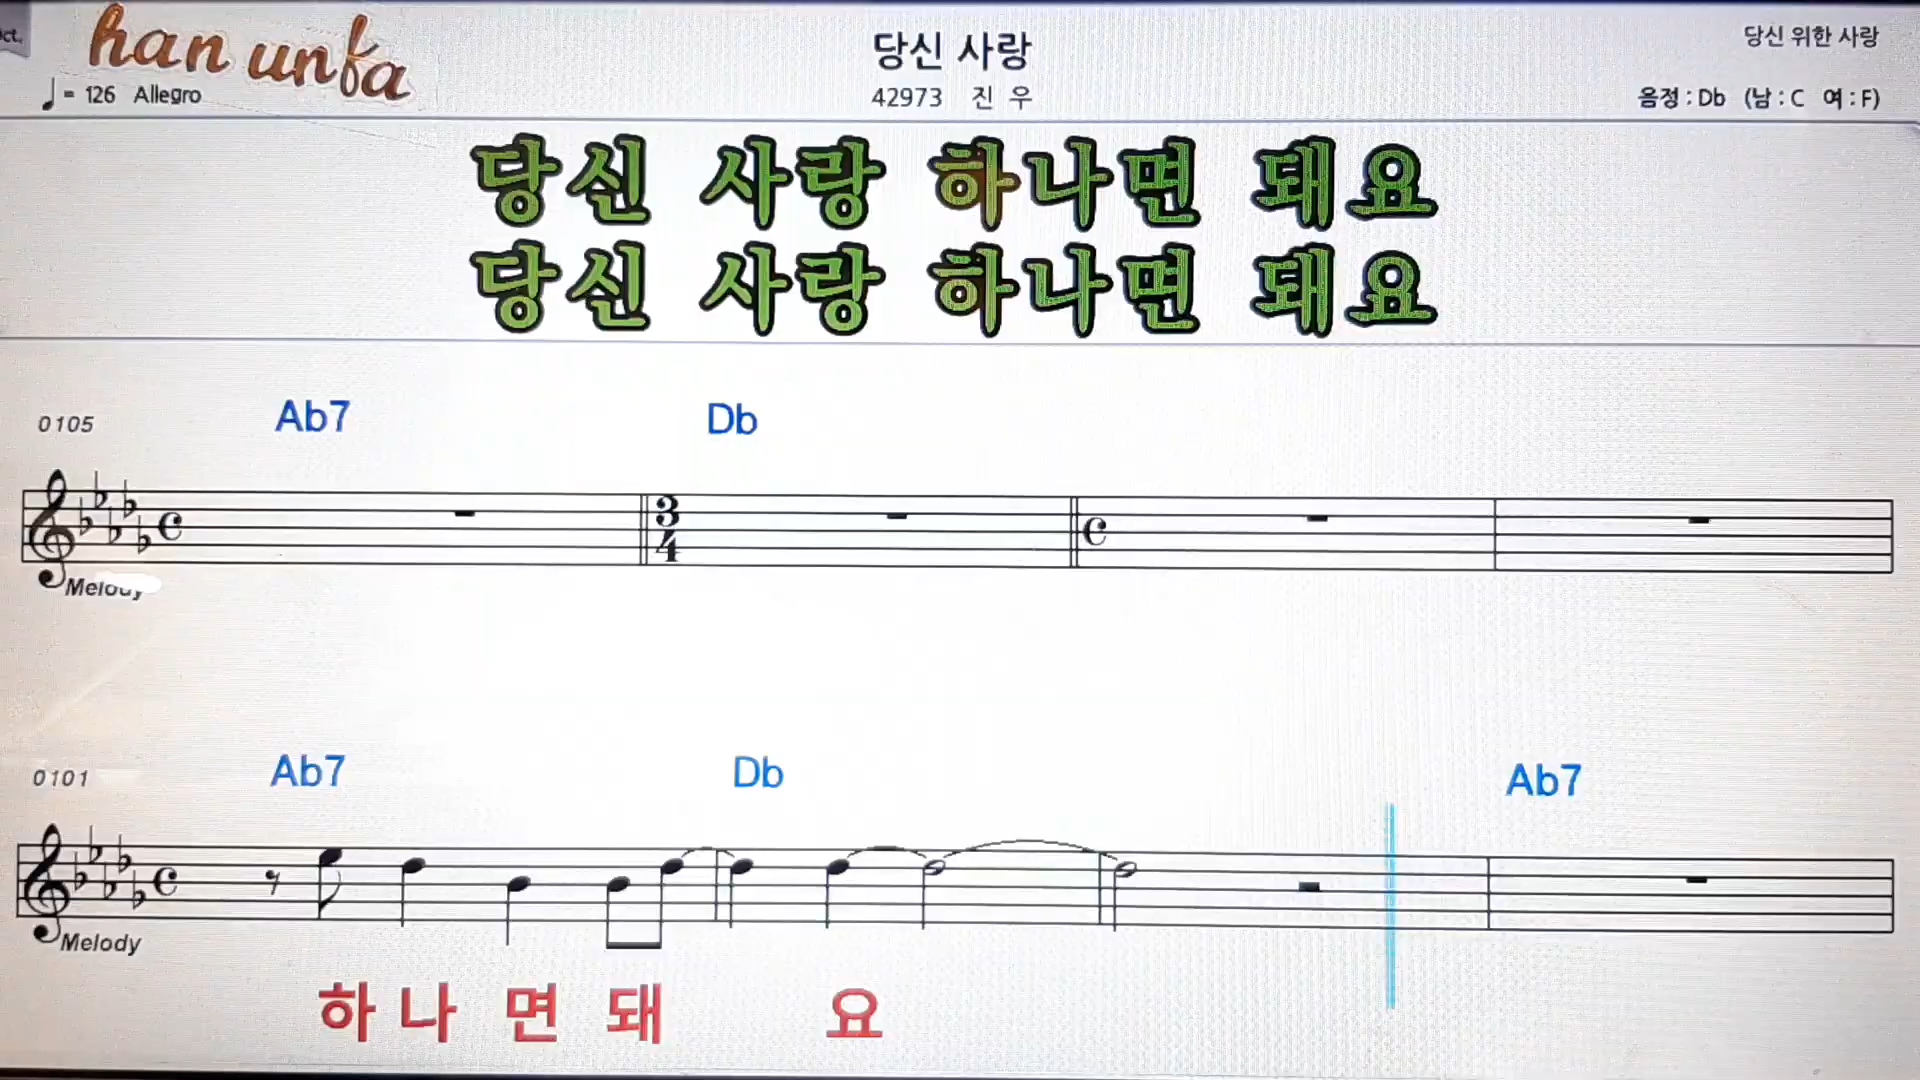 ct.
han unfa
당신 사랑
당신 위한 사랑
♩= 126 Allegro
42973 진 우
음정 : Db (남 : C 여 : F)
당신 사랑 하나면 돼요
당신 사랑 하나면 돼요
0105 Ab7 Db
3
4
Melody
0101 Ab7 Db Ab7
Melody
하 나 면 돼 요